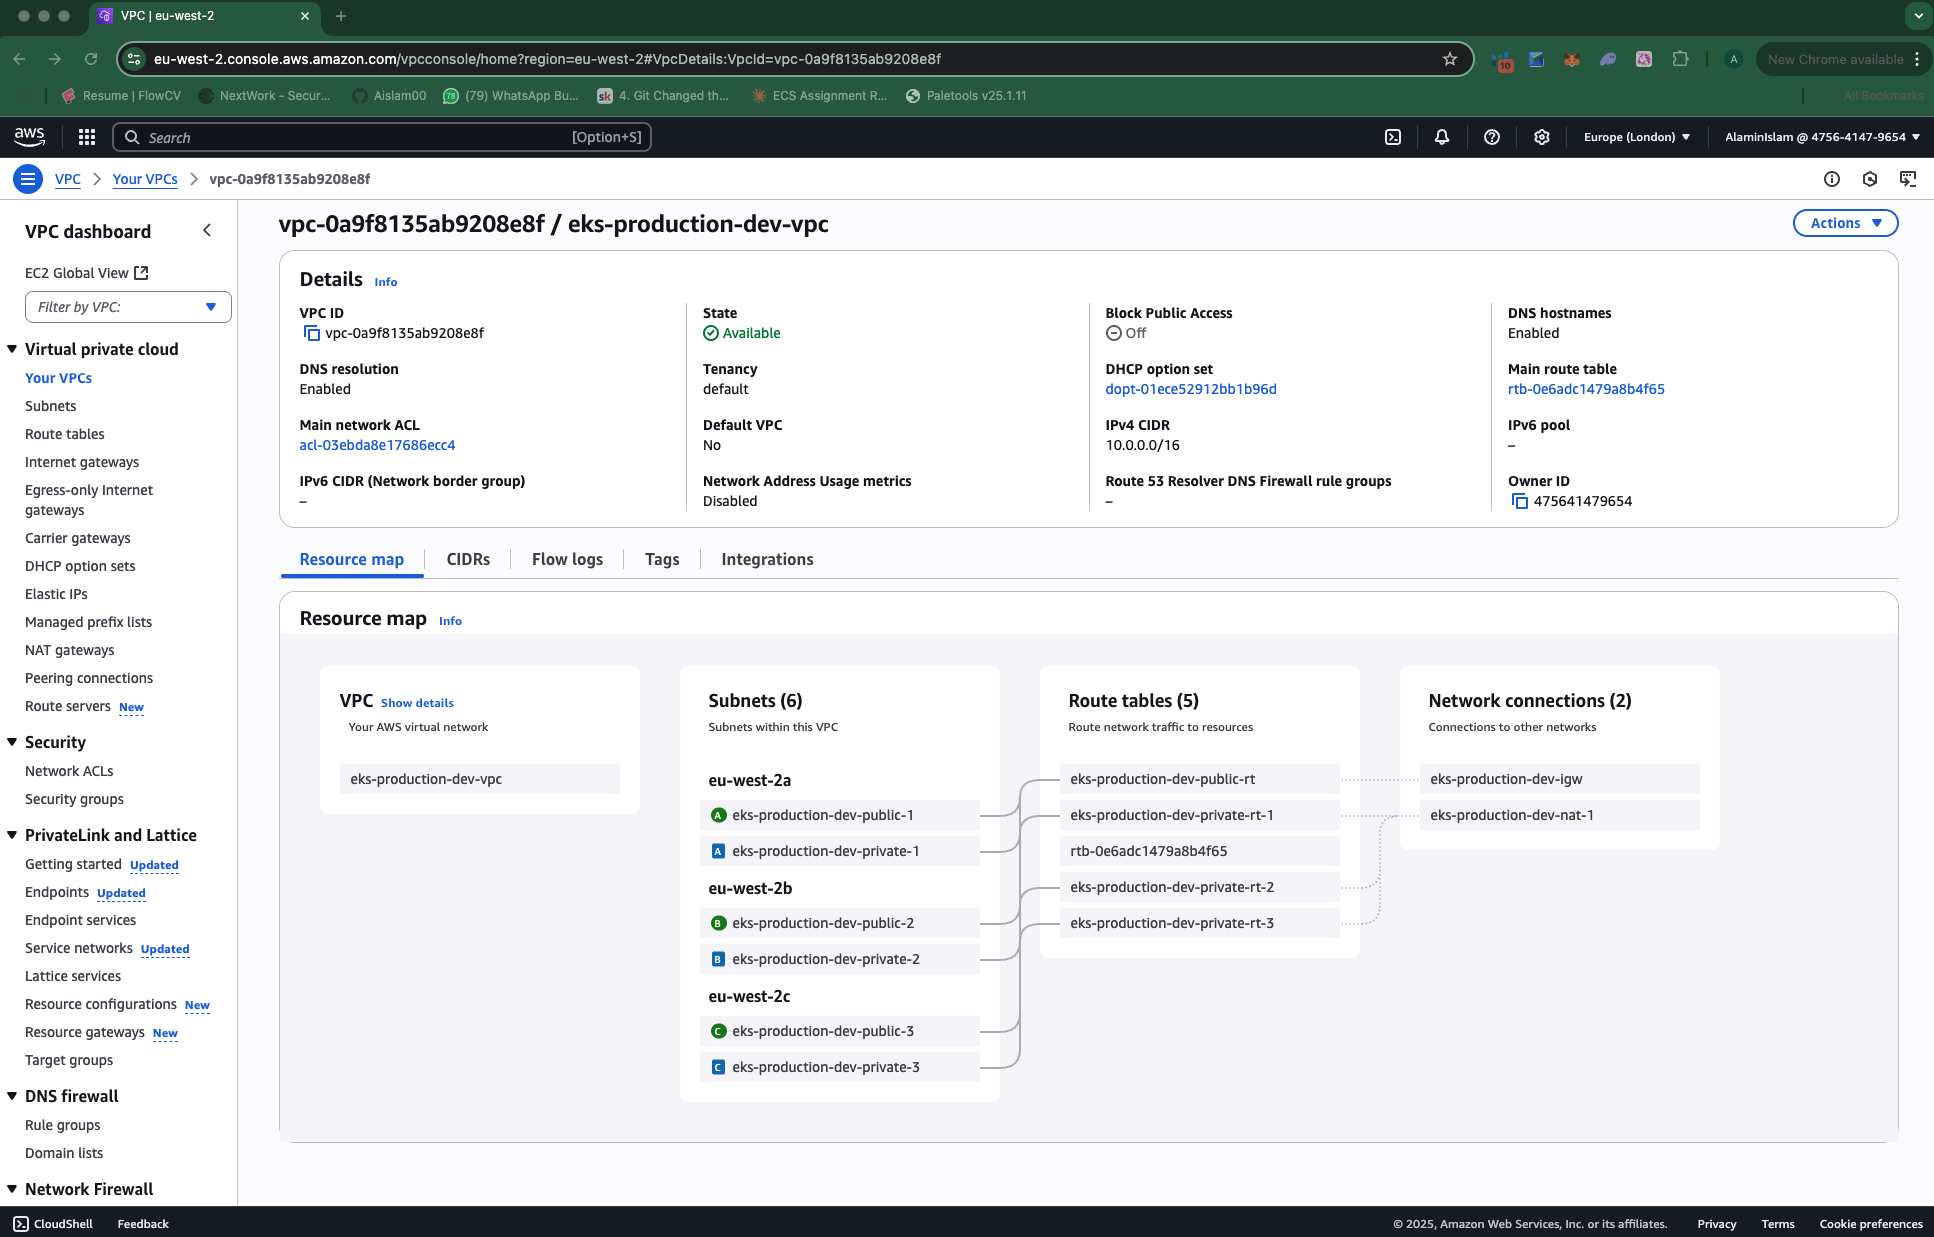 VPC | eu-west-2
eu-west-2.console.aws.amazon.com/vpcconsole/home?region=eu-west-2#VpcDetails:VpcId=vpc-0a9f8135ab9208e8f
10
A
New Chrome available
Resume | FlowCV
NextWork - Secur...
Aislam00
(79) WhatsApp Bu...
sk 4. Git Changed th...
ECS Assignment R...
Paletools v25.1.11
All Bookmarks
aws
Search
[Option+S]
Europe (London)
AlaminIslam @ 4756-4147-9654
VPC
Your VPCs
vpc-0a9f8135ab9208e8f
VPC dashboard
EC2 Global View
Filter by VPC:
Virtual private cloud
Your VPCs
Subnets
Route tables
Internet gateways
Egress-only Internet
gateways
Carrier gateways
DHCP option sets
Elastic IPs
Managed prefix lists
NAT gateways
Peering connections
Route servers New
Security
Network ACLs
Security groups
PrivateLink and Lattice
Getting started Updated
Endpoints Updated
Endpoint services
Service networks Updated
Lattice services
Resource configurations New
Resource gateways New
Target groups
DNS firewall
Rule groups
Domain lists
Network Firewall
vpc-0a9f8135ab9208e8f / eks-production-dev-vpc
Actions
Details Info
VPC ID
vpc-0a9f8135ab9208e8f
State
Available
Block Public Access
Off
DNS hostnames
Enabled
DNS resolution
Enabled
Tenancy
default
DHCP option set
dopt-01ece52912bb1b96d
Main route table
rtb-0e6adc1479a8b4f65
Main network ACL
acl-03ebda8e17686ecc4
Default VPC
No
IPv4 CIDR
10.0.0.0/16
IPv6 pool
–
IPv6 CIDR (Network border group)
–
Network Address Usage metrics
Disabled
Route 53 Resolver DNS Firewall rule groups
–
Owner ID
475641479654
Resource map
CIDRs
Flow logs
Tags
Integrations
Resource map Info
VPC Show details
Your AWS virtual network
eks-production-dev-vpc
Subnets (6)
Subnets within this VPC
eu-west-2a
A eks-production-dev-public-1
A eks-production-dev-private-1
eu-west-2b
B eks-production-dev-public-2
B eks-production-dev-private-2
eu-west-2c
C eks-production-dev-public-3
C eks-production-dev-private-3
Route tables (5)
Route network traffic to resources
eks-production-dev-public-rt
eks-production-dev-private-rt-1
rtb-0e6adc1479a8b4f65
eks-production-dev-private-rt-2
eks-production-dev-private-rt-3
Network connections (2)
Connections to other networks
eks-production-dev-igw
eks-production-dev-nat-1
CloudShell
Feedback
© 2025, Amazon Web Services, Inc. or its affiliates.
Privacy
Terms
Cookie preferences